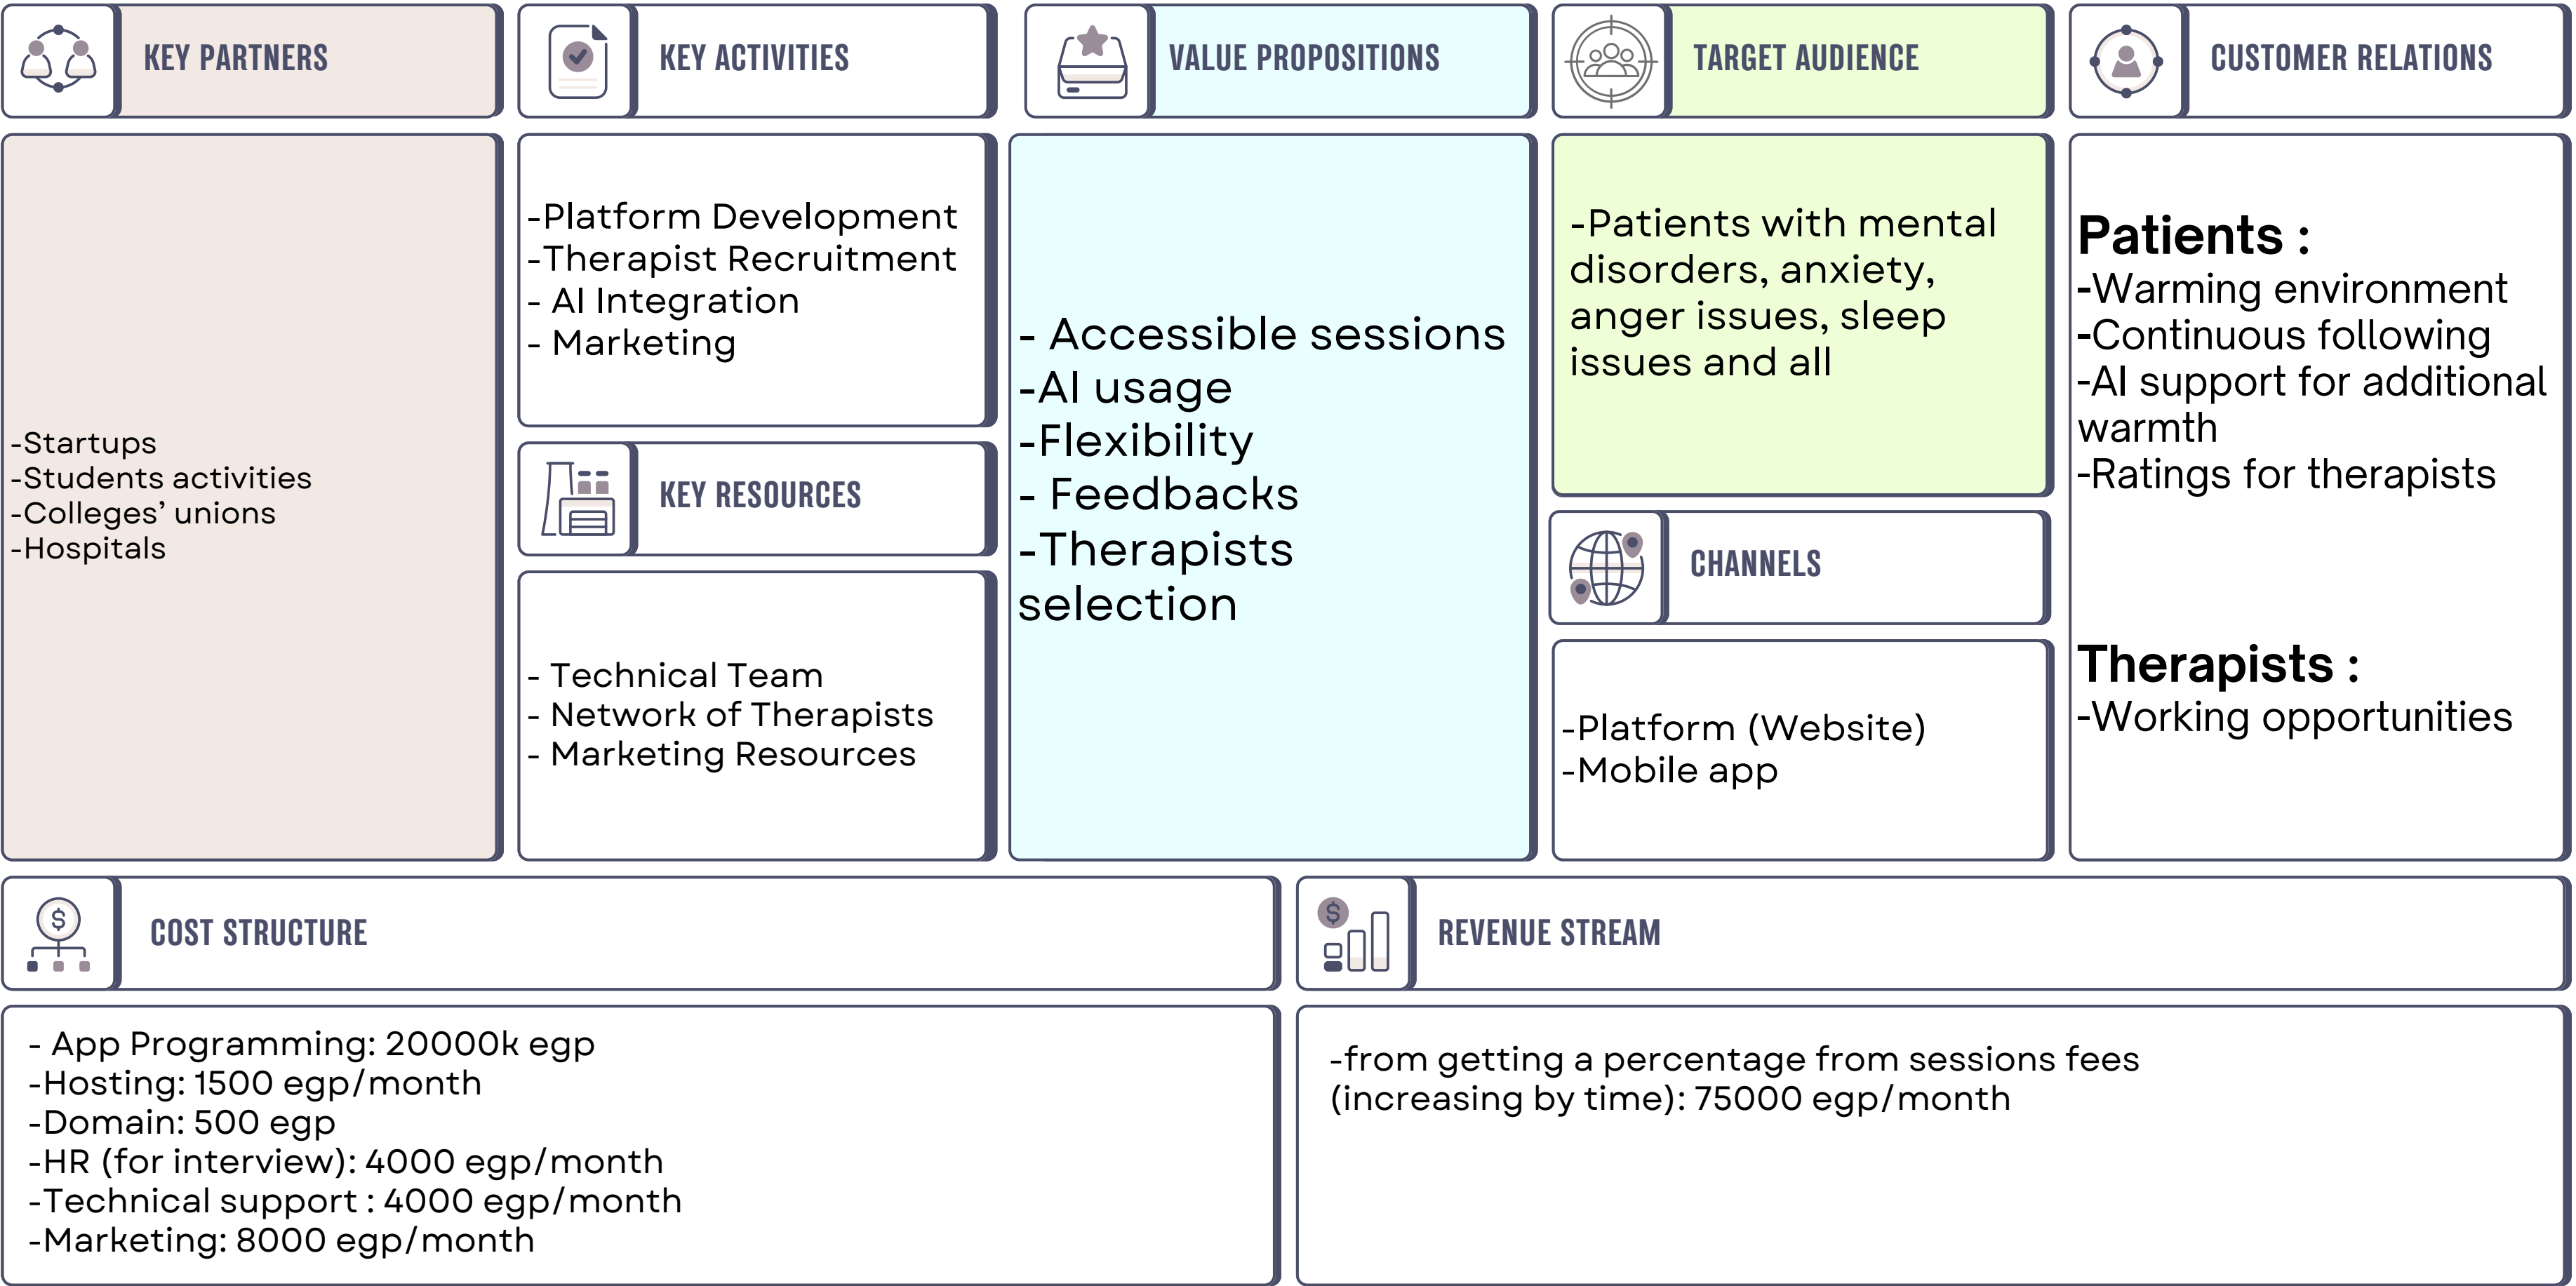 KEY PARTNERS
-Startups
-Students activities
-Colleges’ unions
-Hospitals
KEY ACTIVITIES
-Platform Development
-Therapist Recruitment
- AI Integration
- Marketing
KEY RESOURCES
- Technical Team
- Network of Therapists
- Marketing Resources
VALUE PROPOSITIONS
- Accessible sessions
-AI usage
-Flexibility
- Feedbacks
-Therapists
selection
TARGET AUDIENCE
-Patients with mental
disorders, anxiety,
anger issues, sleep
issues and all
CHANNELS
-Platform (Website)
-Mobile app
CUSTOMER RELATIONS
Patients :
-Warming environment
-Continuous following
-AI support for additional
warmth
-Ratings for therapists
Therapists :
-Working opportunities
$
COST STRUCTURE
- App Programming: 20000k egp
-Hosting: 1500 egp/month
-Domain: 500 egp
-HR (for interview): 4000 egp/month
-Technical support : 4000 egp/month
-Marketing: 8000 egp/month
$
REVENUE STREAM
-from getting a percentage from sessions fees
(increasing by time): 75000 egp/month